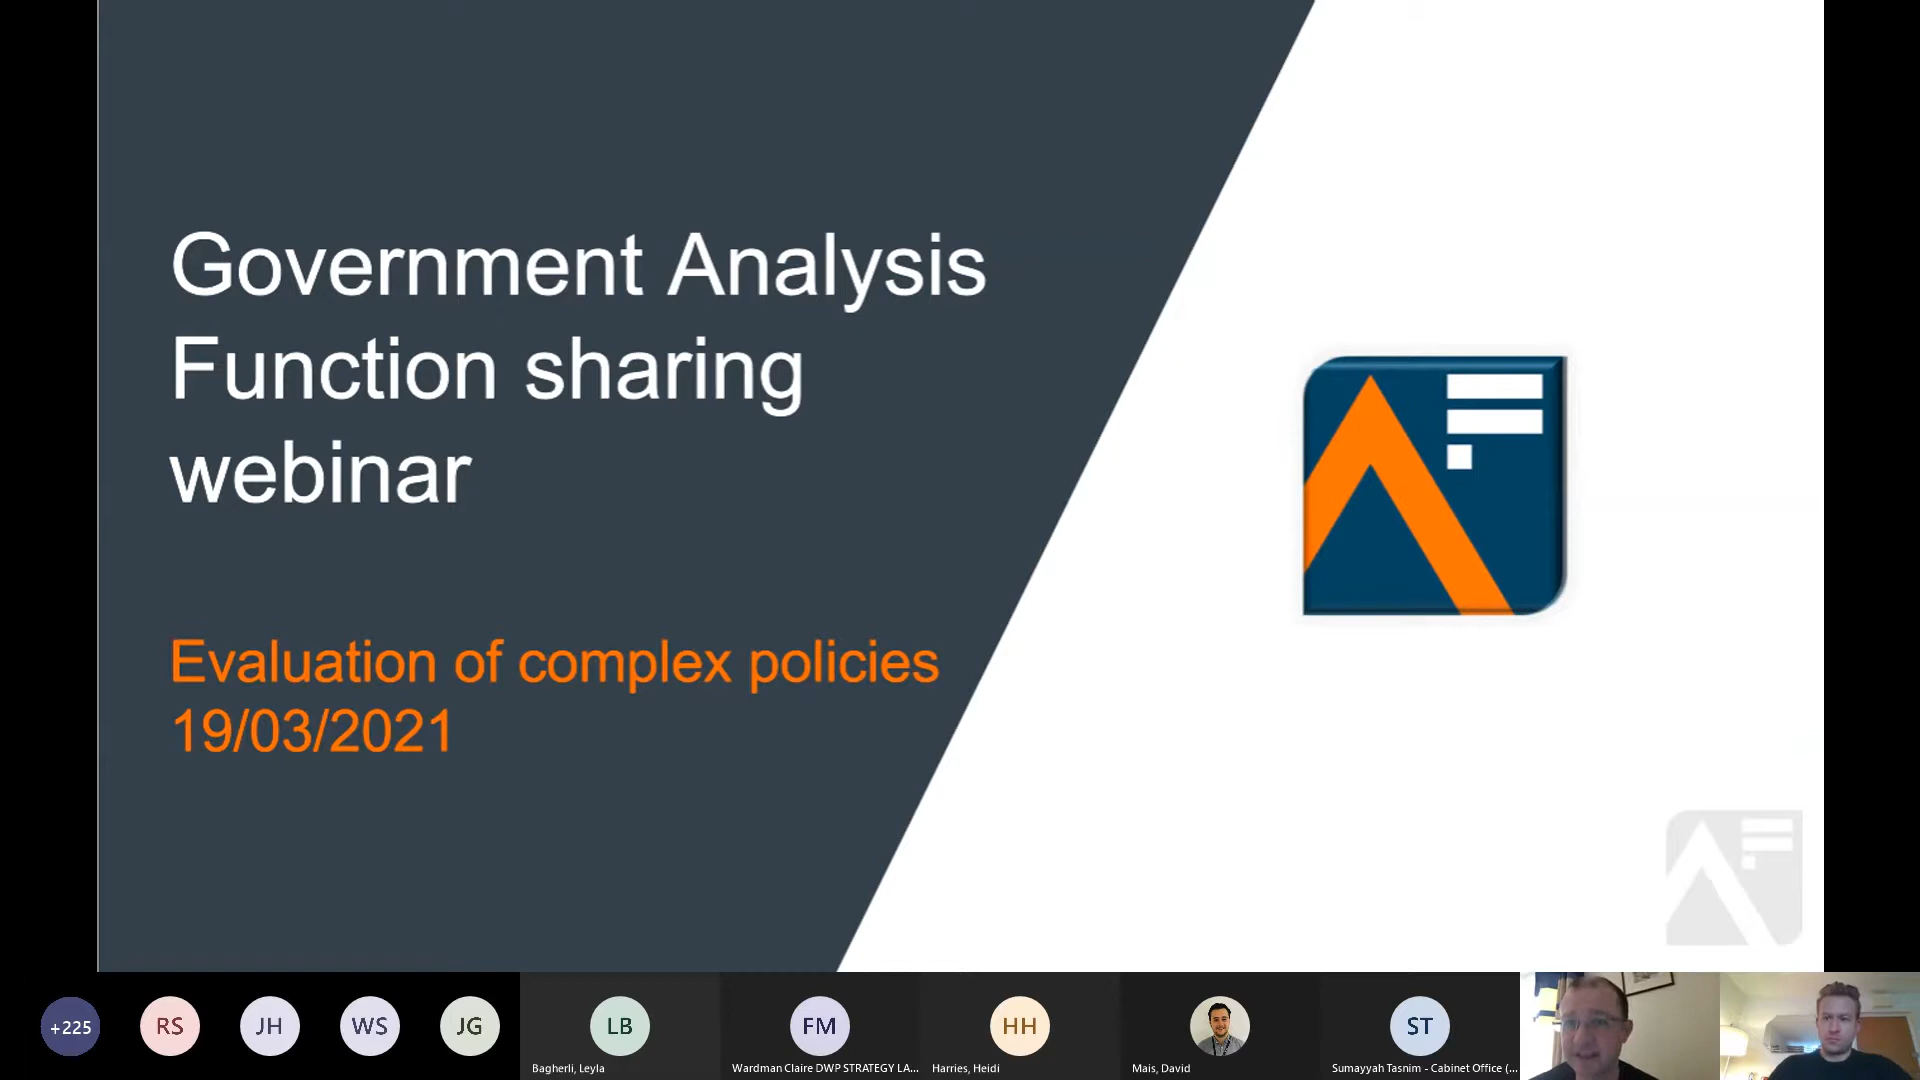 Government Analysis
Function sharing
webinar
Evaluation of complex policies
19/03/2021
+225
RS
JH
WS
JG
LB
FM
HH
ST
Bagherli, Leyla
Wardman Claire DWP STRATEGY LA...
Harries, Heidi
Mais, David
Sumayyah Tasnim - Cabinet Office (...